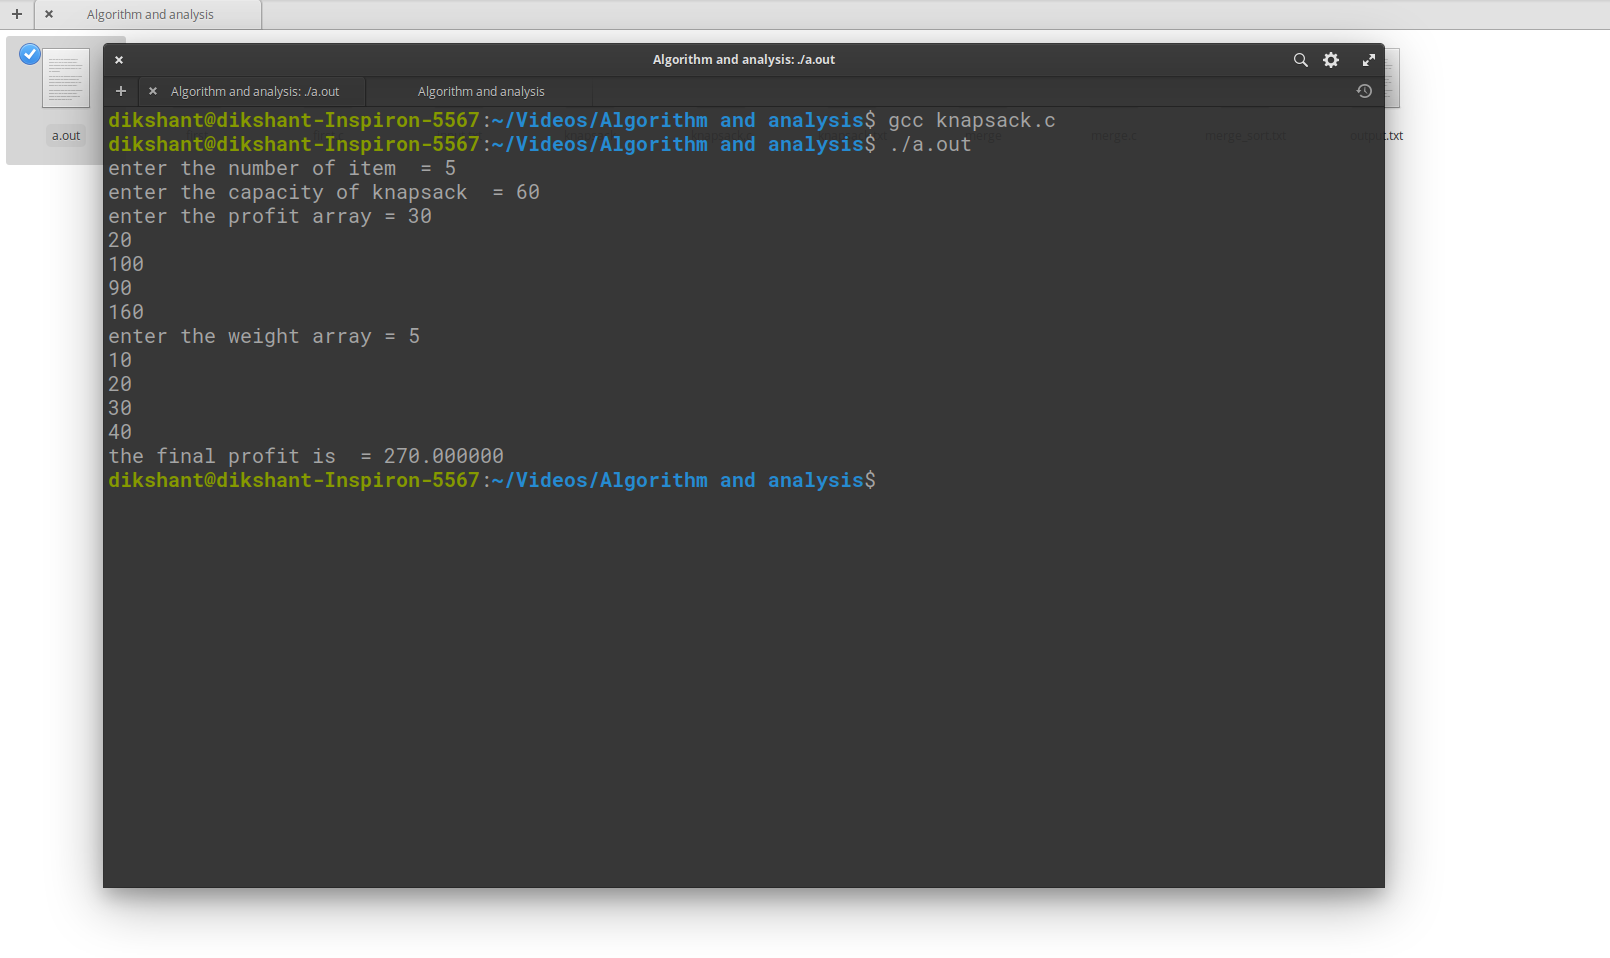 Algorithm and analysis
Algorithm and analysis: ./a.out
Algorithm and analysis: ./a.out
Algorithm and analysis
a.out
merge.c
merge_sort.txt
output.txt
dikshant@dikshant-Inspiron-5567:~/Videos/Algorithm and analysis$ gcc knapsack.c
dikshant@dikshant-Inspiron-5567:~/Videos/Algorithm and analysis$ ./a.out
enter the number of item  = 5
enter the capacity of knapsack  = 60
enter the profit array = 30
20
100
90
160
enter the weight array = 5
10
20
30
40
the final profit is  = 270.000000
dikshant@dikshant-Inspiron-5567:~/Videos/Algorithm and analysis$